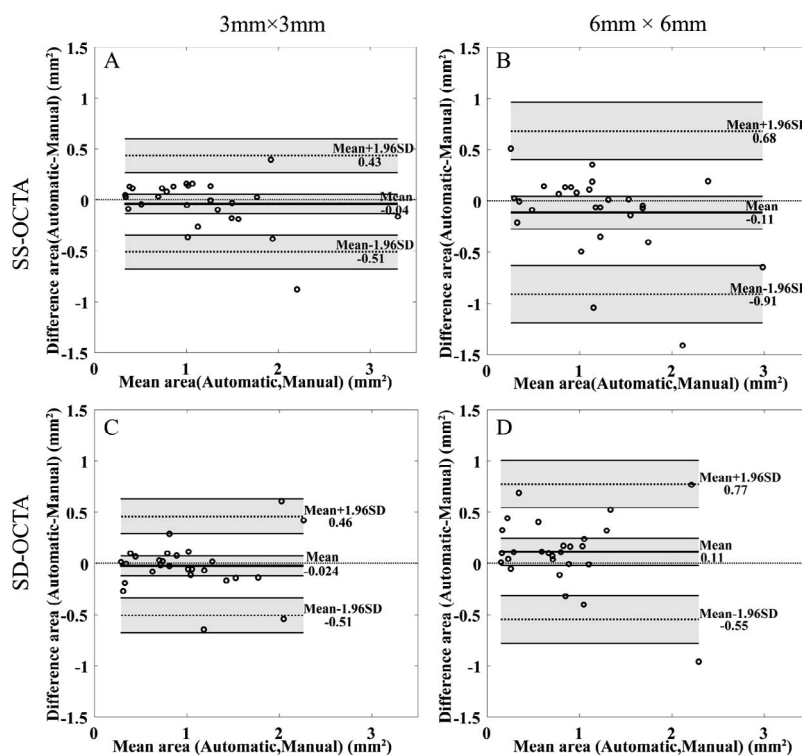 3mm×3mm
6mm × 6mm
SS-OCTA
SD-OCTA
A
Difference area(Automatic-Manual) (mm²)
1.5
1
0.5
0
-0.5
-1
-1.5
Mean+1.96SD
0.43
Mean
-0.04
Mean-1.96SD
-0.51
0
1
2
3
Mean area(Automatic,Manual) (mm²)
B
Difference area(Automatic-Manual) (mm²)
1.5
1
0.5
0
-0.5
-1
-1.5
Mean+1.96SD
0.68
Mean
-0.11
Mean-1.96SD
-0.91
0
1
2
3
Mean area(Automatic,Manual) (mm²)
C
Difference area (Automatic-Manual) (mm²)
1.5
1
0.5
0
-0.5
-1
-1.5
Mean+1.96SD
0.46
Mean
-0.024
Mean-1.96SD
-0.51
0
1
2
3
Mean area (Automatic,Manual) (mm²)
D
Difference area (Automatic-Manual) (mm²)
1.5
1
0.5
0
-0.5
-1
-1.5
Mean+1.96SD
0.77
Mean
0.11
Mean-1.96SD
-0.55
0
1
2
3
Mean area (Automatic,Manual) (mm²)